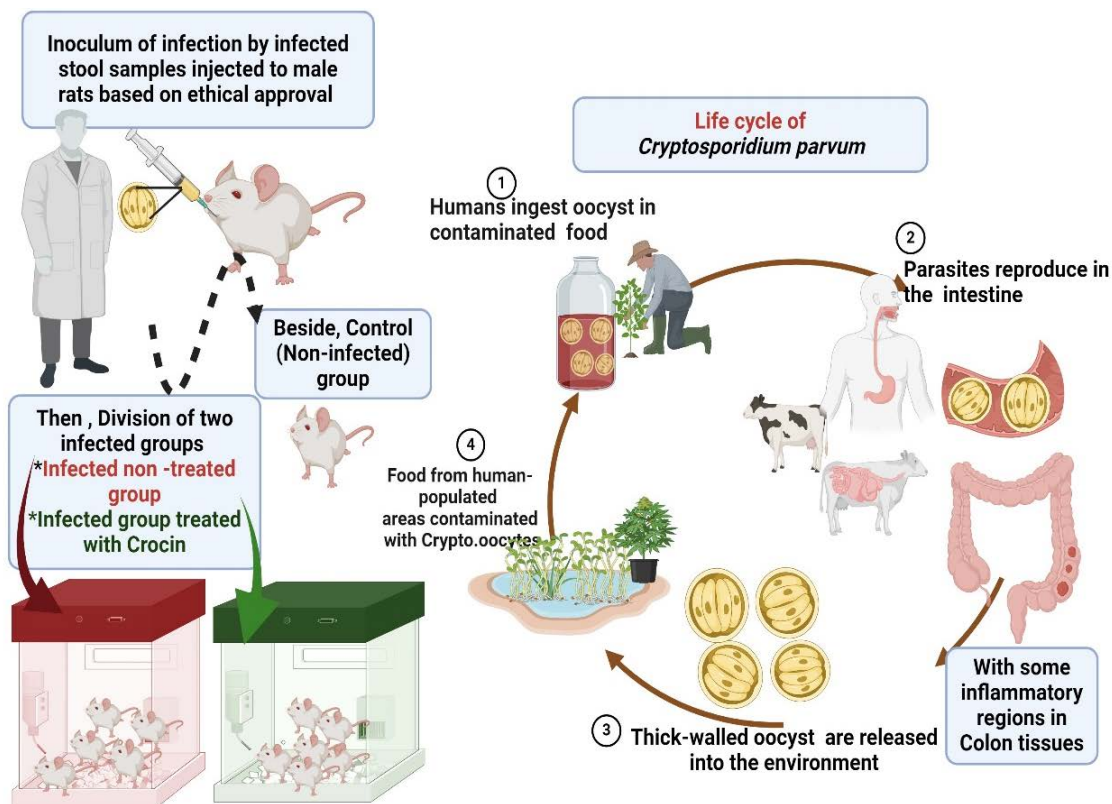 Inoculum of infection by infected
stool samples injected to male
rats based on ethical approval
Beside, Control
(Non-infected)
group
Then , Division of two
infected groups
*Infected non -treated
group
*Infected group treated
with Crocin
Life cycle of
Cryptosporidium parvum
1
Humans ingest oocyst in
contaminated food
2
Parasites reproduce in
the intestine
With some
inflammatory
regions in
Colon tissues
3 Thick-walled oocyst are released
into the environment
4
Food from human-
populated
areas contaminated
with Crypto.oocytes